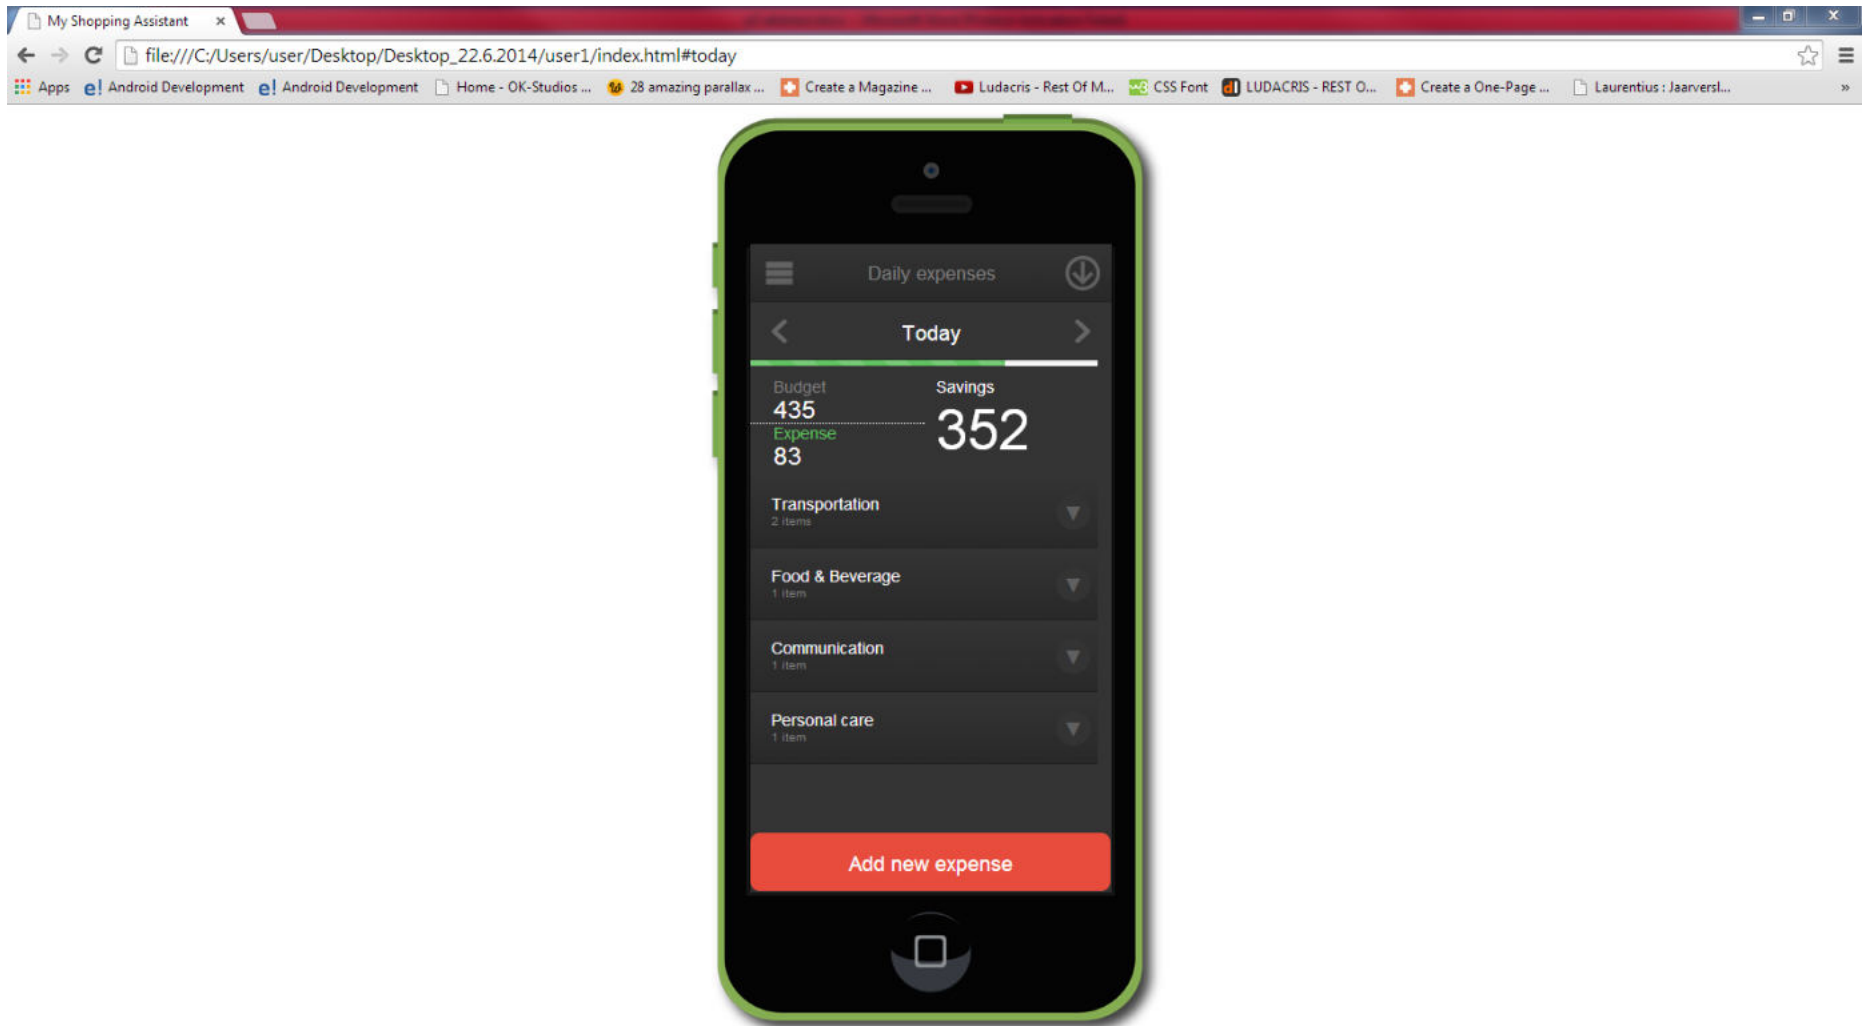 My Shopping Assistant
file:///C:/Users/user/Desktop/Desktop_22.6.2014/user1/index.html#today
Apps Android Development Android Development Home - OK-Studios ... 28 amazing parallax ... Create a Magazine ... Ludacris - Rest Of M... CSS Font LUDACRIS - REST O... Create a One-Page ... Laurentius : Jaarversl... »
Daily expenses
Today
Budget
435
Expense
83
Savings
352
Transportation
2 items
Food & Beverage
1 item
Communication
1 item
Personal care
1 item
Add new expense